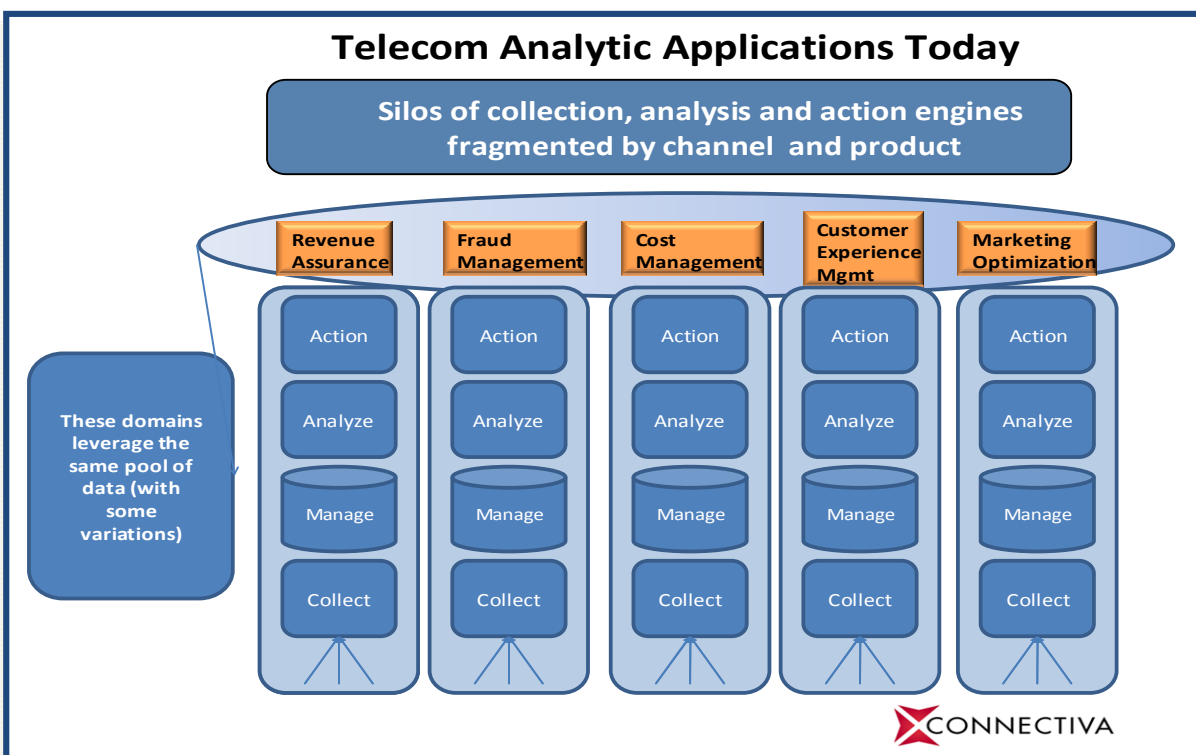 Telecom Analytic Applications Today
Silos of collection, analysis and action engines
fragmented by channel and product
Revenue
Assurance
Fraud
Management
Cost
Management
Customer
Experience
Mgmt
Marketing
Optimization
Action
Action
Action
Action
Action
These domains
leverage the
same pool of
data (with
some
variations)
Analyze
Analyze
Analyze
Analyze
Analyze
Manage
Manage
Manage
Manage
Manage
Collect
Collect
Collect
Collect
Collect
CONNECTIVA